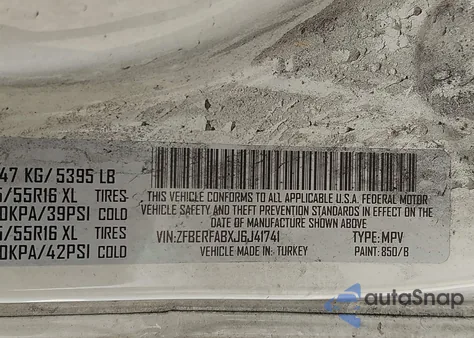 47 KG/ 5395 LB
5/55R16 XL TIRES
0KPA/39PSI COLD
5/55R16 XL TIRES
0KPA/42PSI COLD
THIS VEHICLE CONFORMS TO ALL APPLICABLE U.S.A. FEDERAL MOTOR
VEHICLE SAFETY AND THEFT PREVENTION STANDARDS IN EFFECT ON THE
DATE OF MANUFACTURE SHOWN ABOVE.
VIN:ZFBERFABXJ6J41741 TYPE: MPV
VEHICLE MADE IN: TURKEY PAINT: 850/B
autoSnap